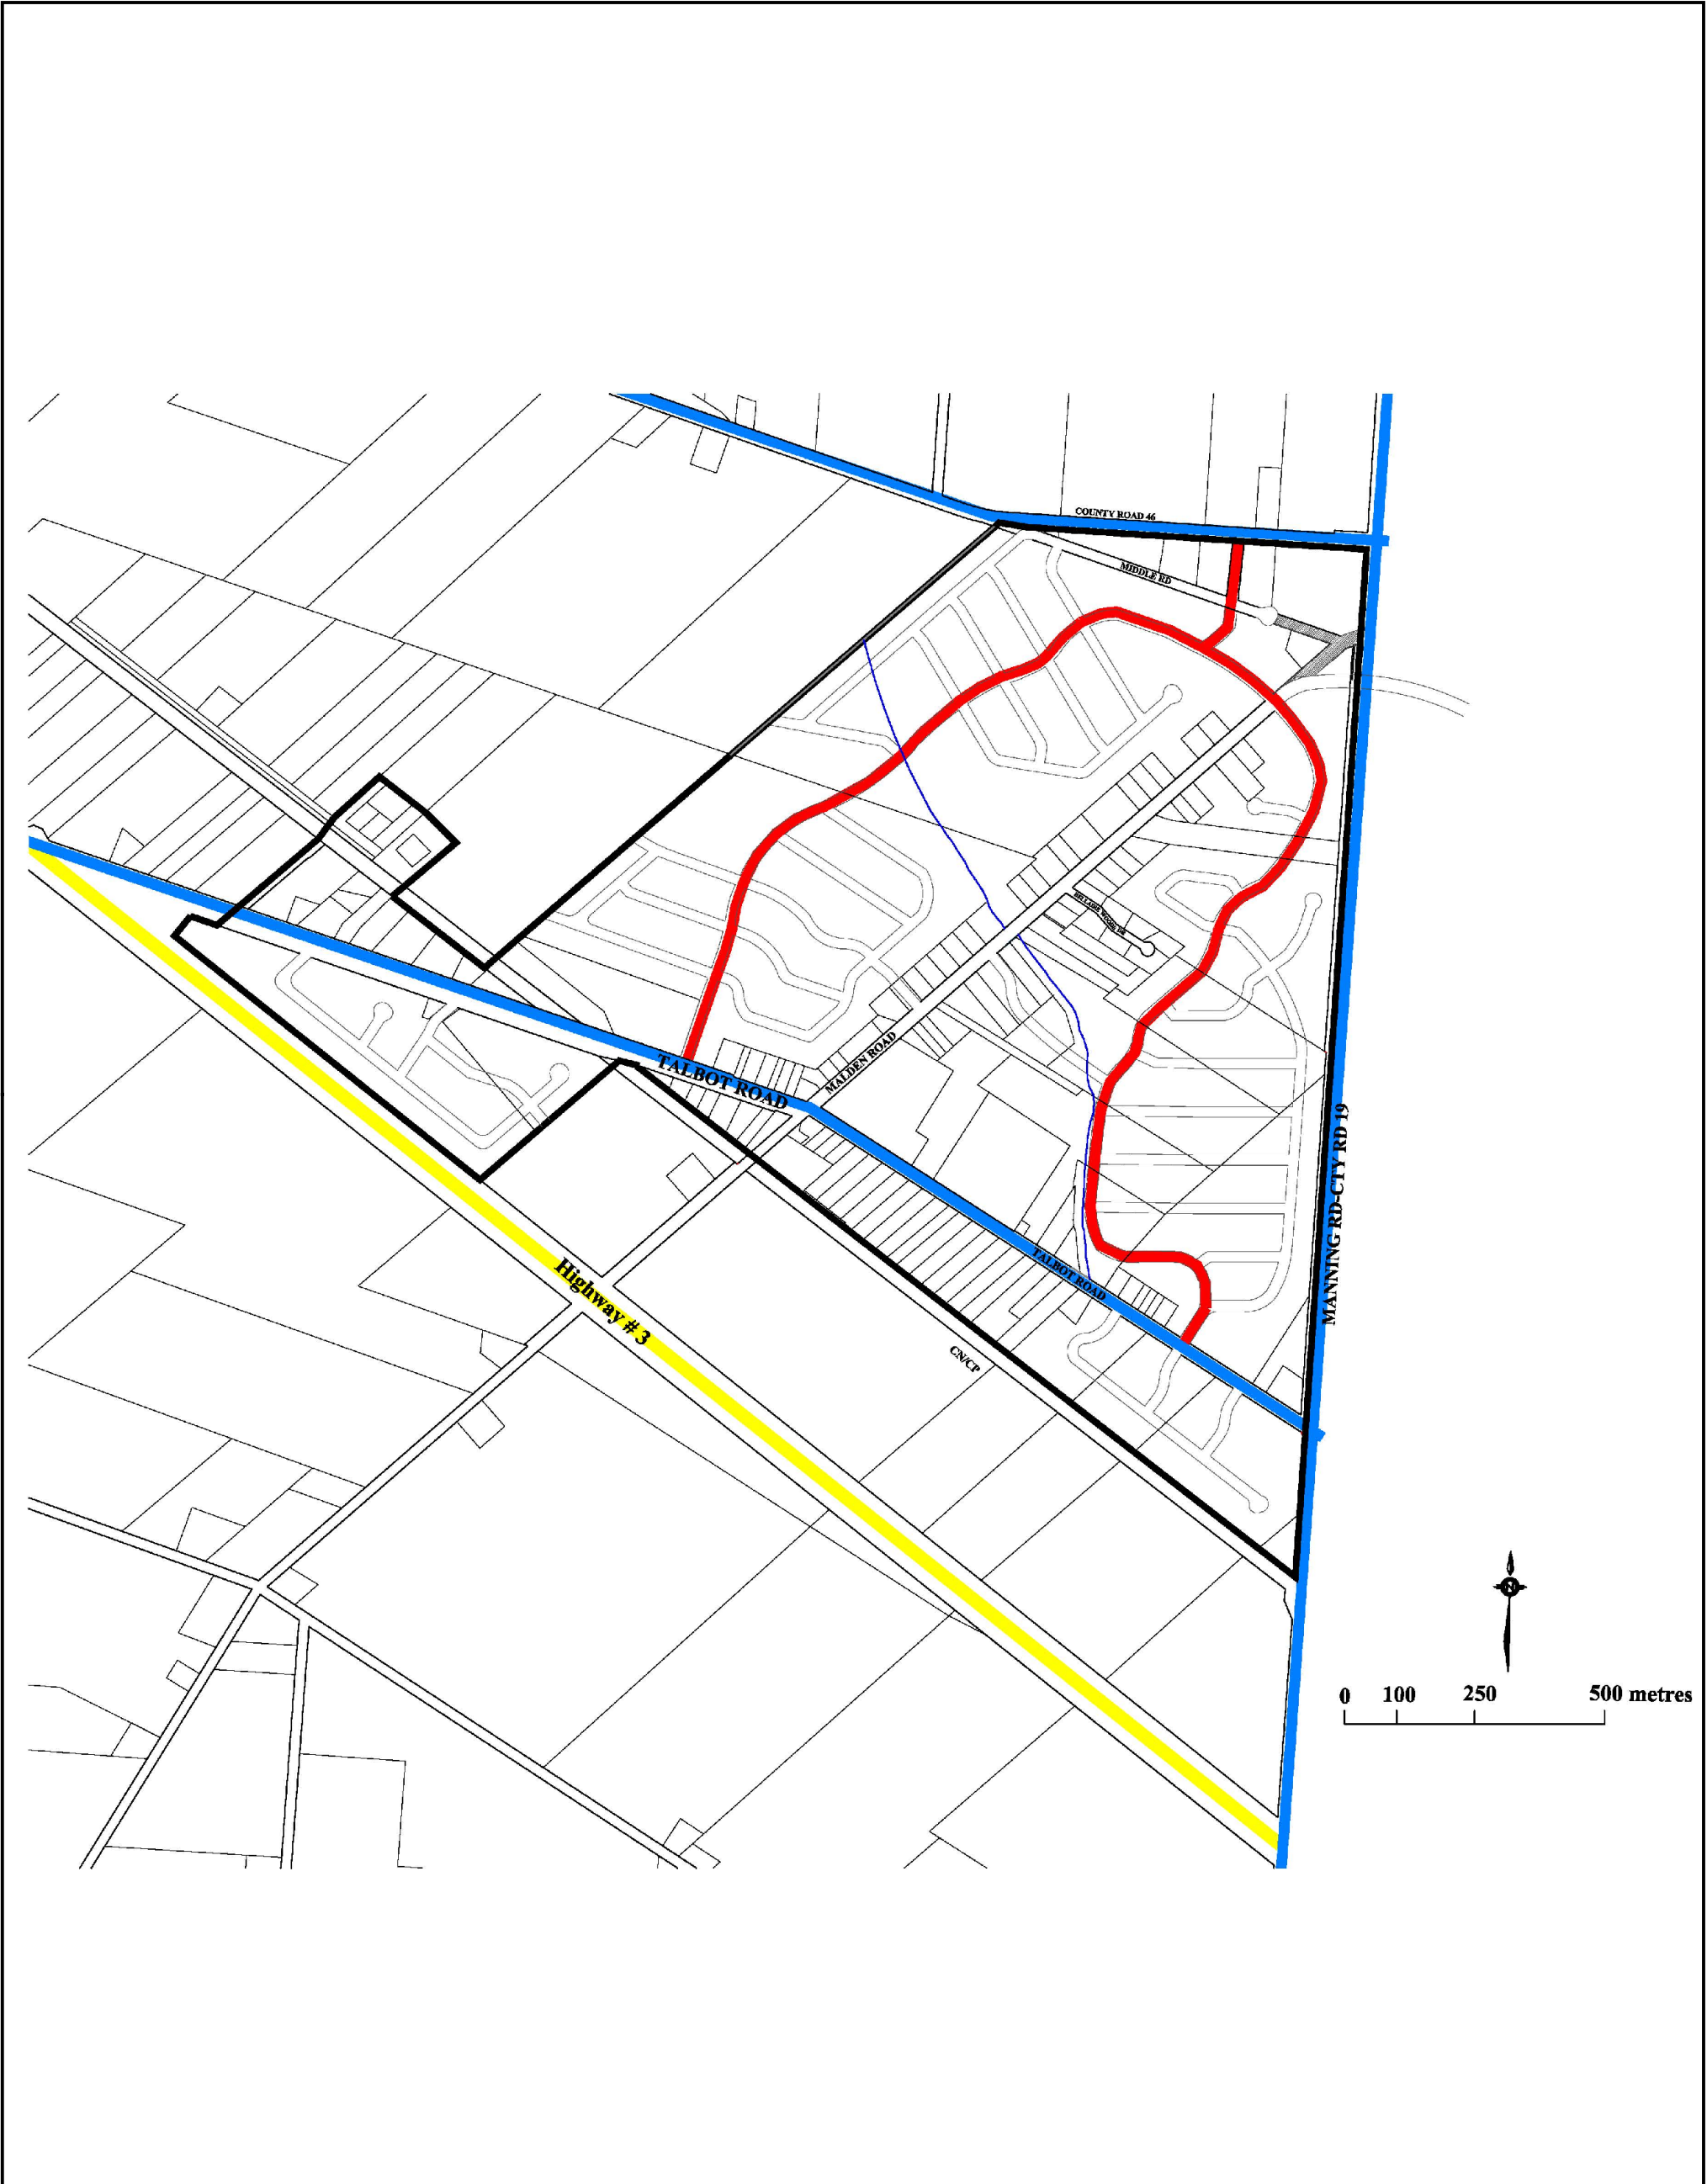 COUNTY ROAD 46
MIDDLE RD
TALBOT ROAD
MALDEN ROAD
MANNING RD-CTY RD 19
Highway # 3
TALBOT ROAD
CN/CP
N
0 100 250 500 metres